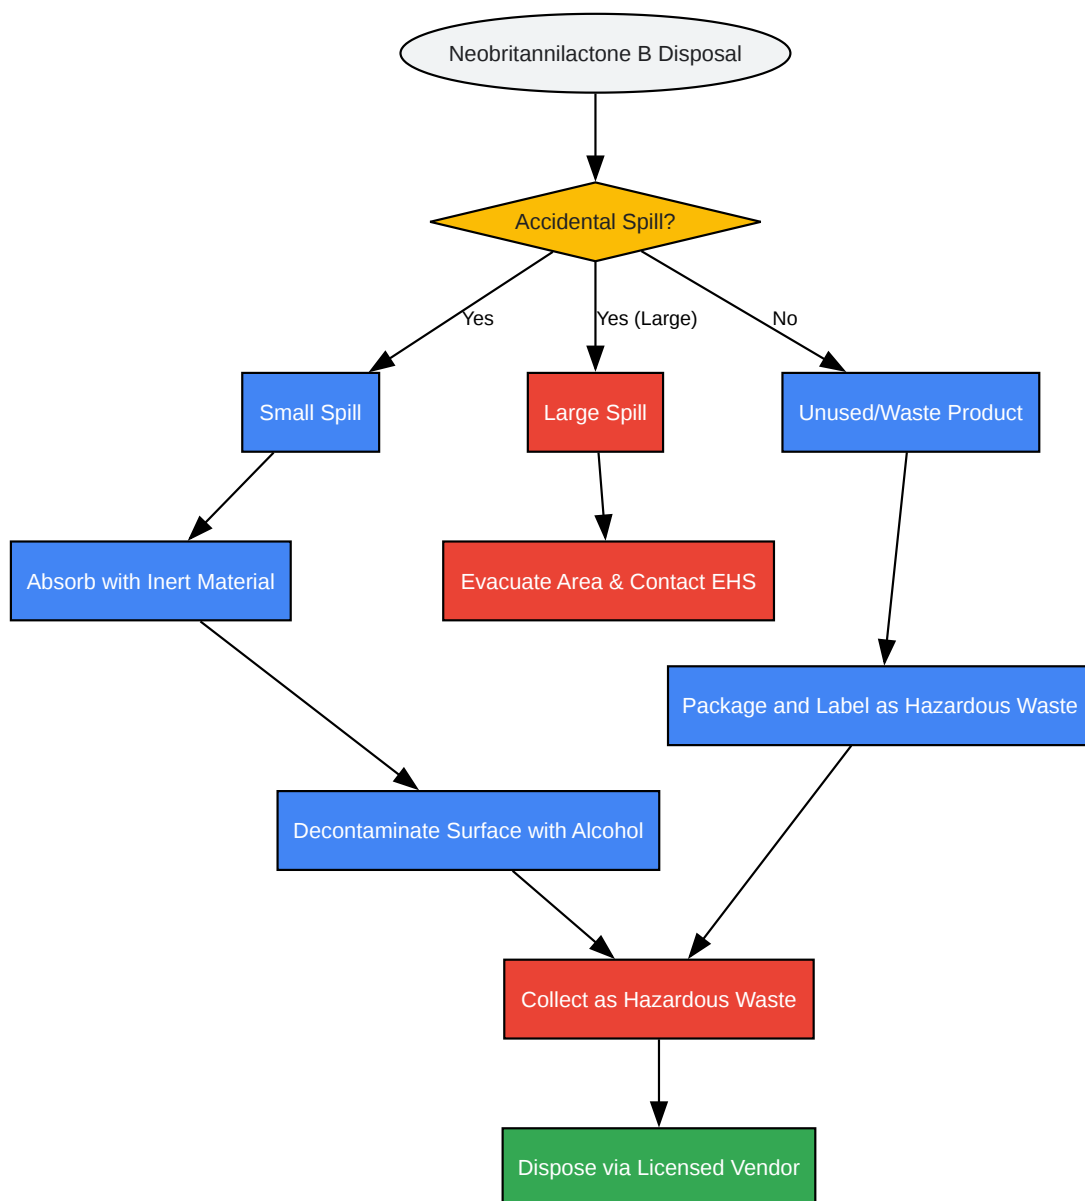 Neobritannilactone B Disposal
Accidental Spill?
Yes
Yes (Large)
No
Small Spill
Large Spill
Unused/Waste Product
Absorb with Inert Material
Evacuate Area & Contact EHS
Package and Label as Hazardous Waste
Decontaminate Surface with Alcohol
Collect as Hazardous Waste
Dispose via Licensed Vendor